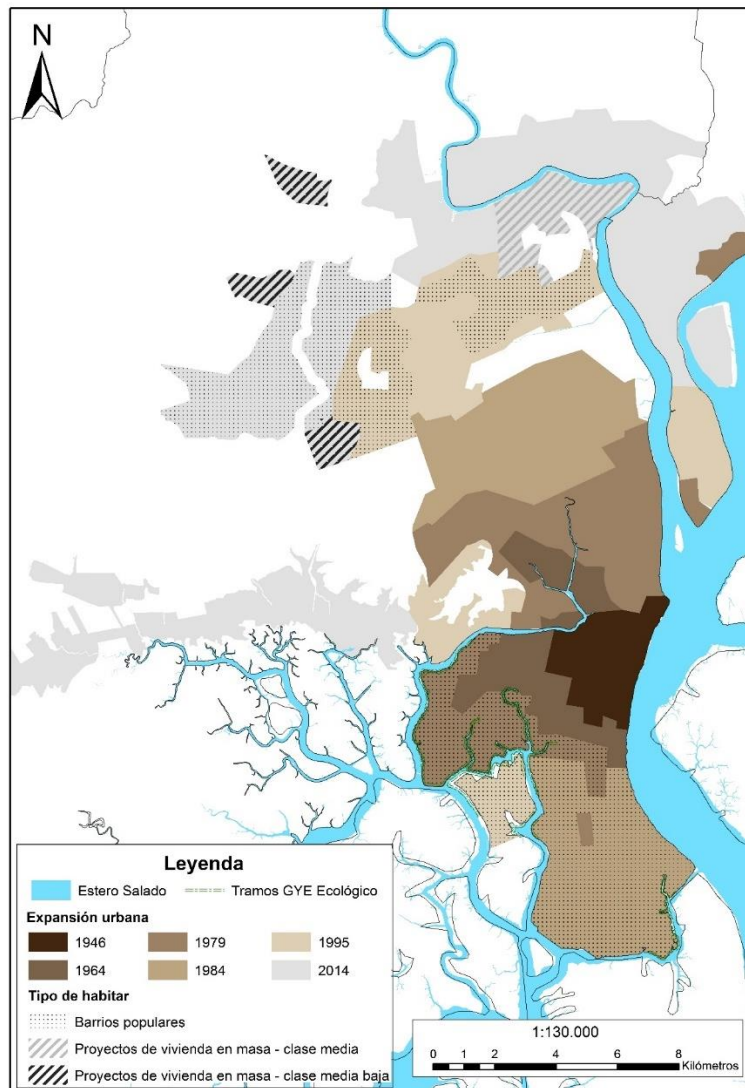 N
Leyenda
Estero Salado Tramos GYE Ecológico
Expansión urbana
1946 1979 1995
1964 1984 2014
Tipo de habitar
Barrios populares
Proyectos de vivienda en masa - clase media
Proyectos de vivienda en masa - clase media baja
1:130.000
0 1 2 4 6 8
Kilómetros